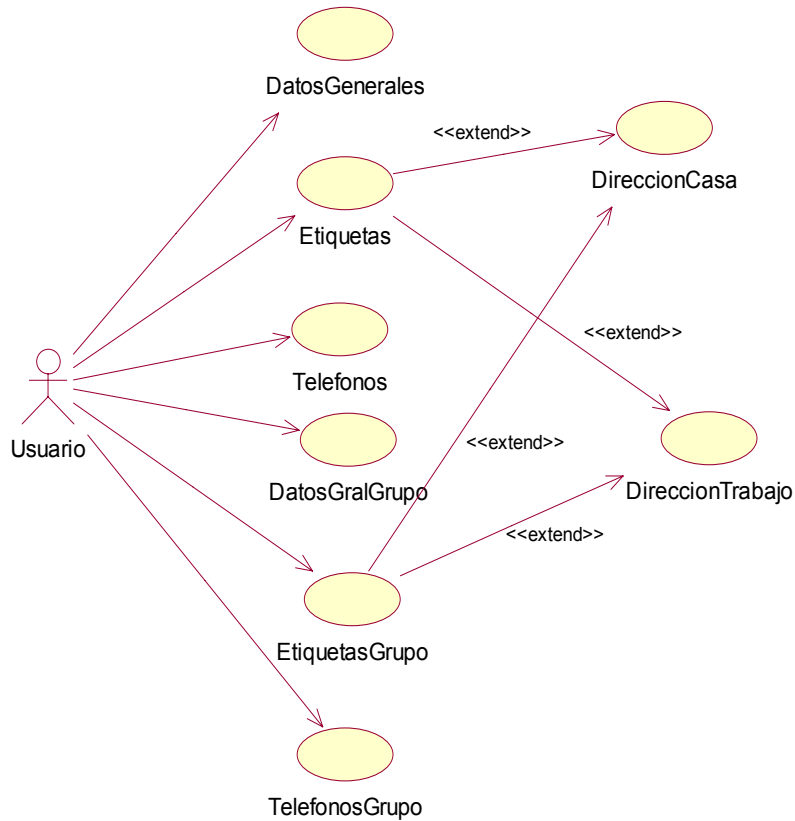 DatosGenerales
<<extend>>
DireccionCasa
Etiquetas
<<extend>>
Telefonos
Usuario
<<extend>>
DatosGralGrupo
DireccionTrabajo
<<extend>>
EtiquetasGrupo
TelefonosGrupo